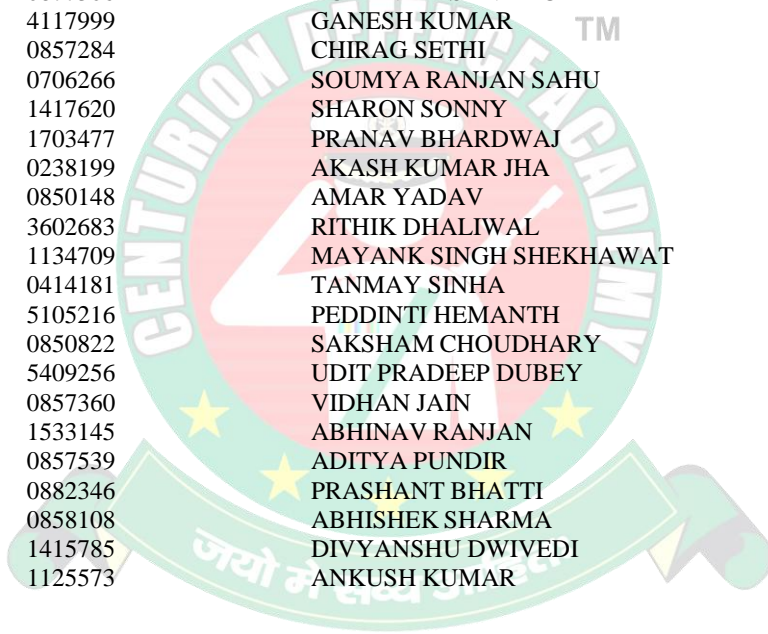 4117999 GANESH KUMAR
0857284 CHIRAG SETHI
0706266 SOUMYA RANJAN SAHU
1417620 SHARON SONNY
1703477 PRANAV BHARDWAJ
0238199 AKASH KUMAR JHA
0850148 AMAR YADAV
3602683 RITHIK DHALIWAL
1134709 MAYANK SINGH SHEKHAWAT
0414181 TANMAY SINHA
5105216 PEDDINTI HEMANTH
0850822 SAKSHAM CHOUDHARY
5409256 UDIT PRADEEP DUBEY
0857360 VIDHAN JAIN
1533145 ABHINAV RANJAN
0857539 ADITYA PUNDIR
0882346 PRASHANT BHATTI
0858108 ABHISHEK SHARMA
1415785 DIVYANSHU DWIVEDI
1125573 ANKUSH KUMAR
CENTURION DEFENCE ACADEMY
TM